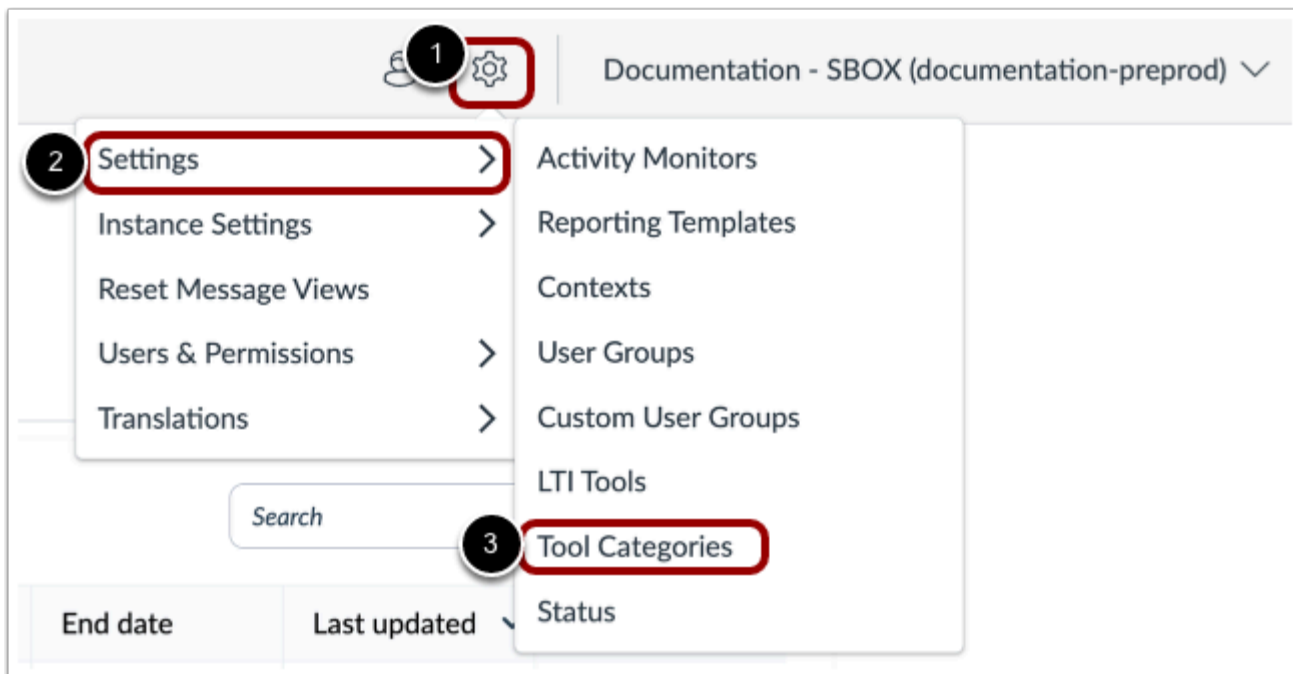 1
Documentation - SBOX (documentation-preprod)
2
Settings
Instance Settings
Reset Message Views
Users & Permissions
Translations
Activity Monitors
Reporting Templates
Contexts
User Groups
Custom User Groups
LTI Tools
3
Tool Categories
Status
Search
End date
Last updated